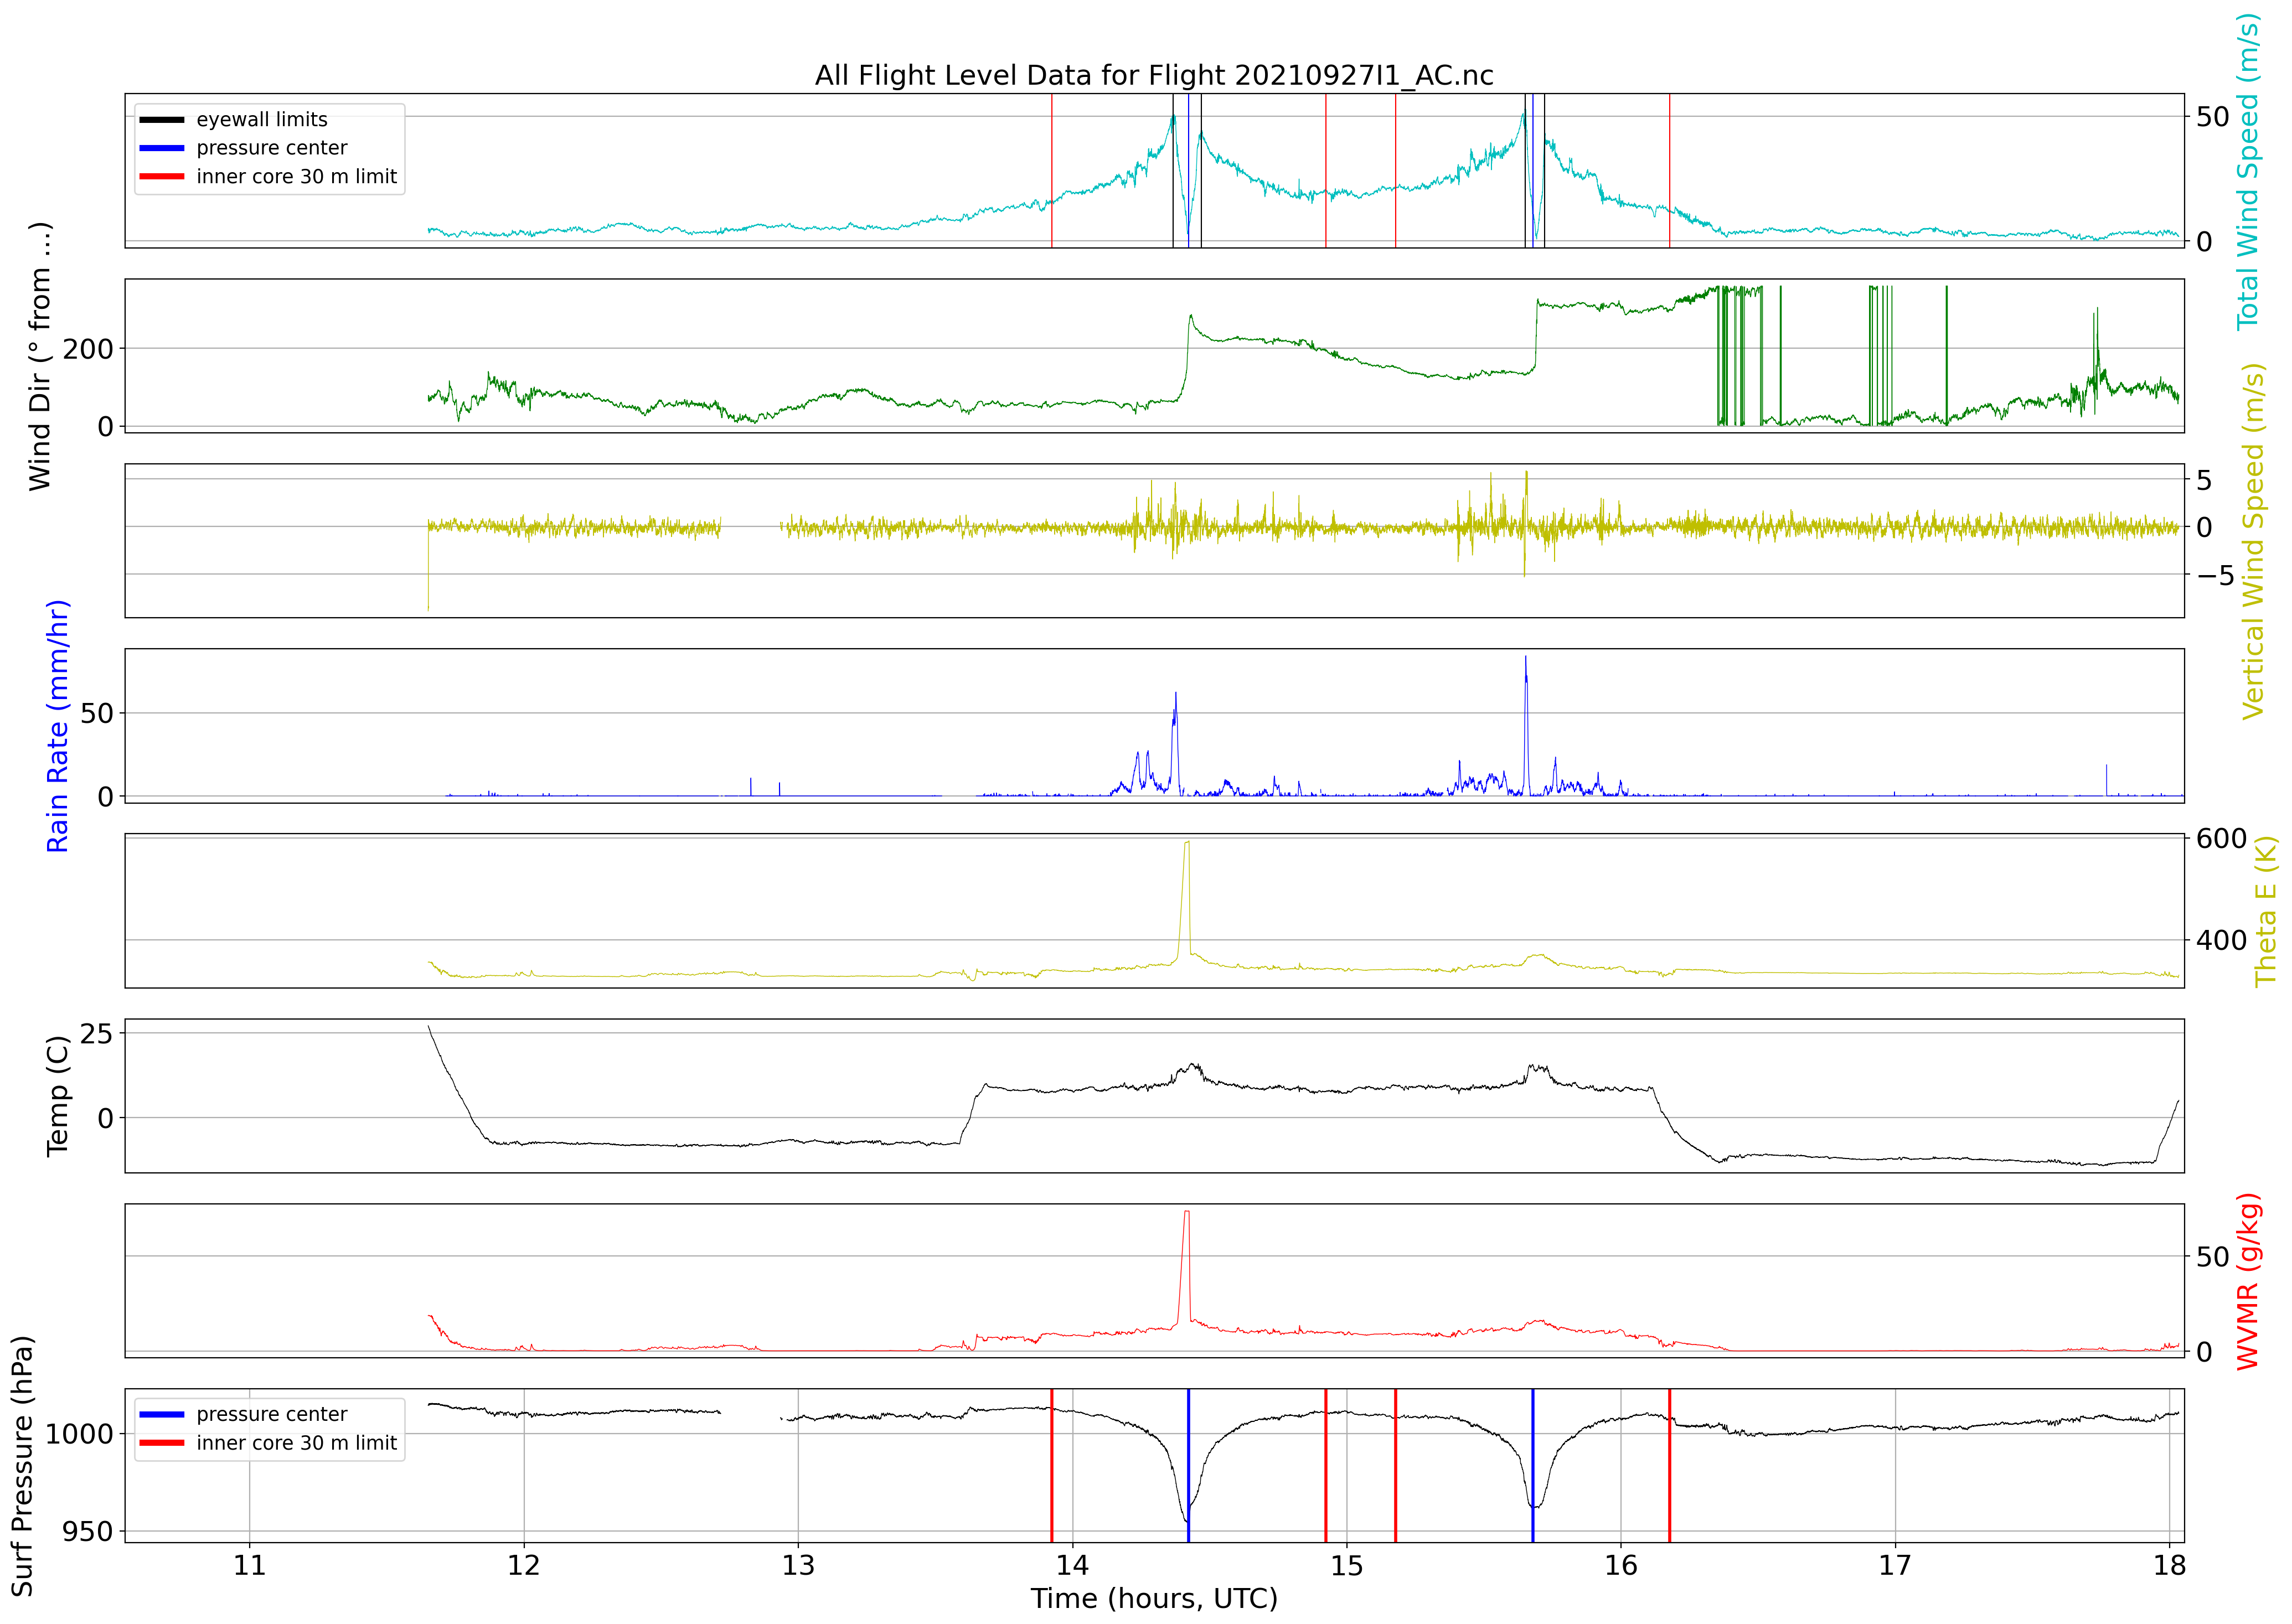 All Flight Level Data for Flight 20210927I1_AC.nc
eyewall limits
pressure center
inner core 30 m limit
50
0
Total Wind Speed (m/s)
Wind Dir (° from ...)
200
0
5
0
−5
Vertical Wind Speed (m/s)
Rain Rate (mm/hr)
50
0
600
400
Theta E (K)
Temp (C)
25
0
50
0
WVMR (g/kg)
Surf Pressure (hPa)
1000
950
pressure center
inner core 30 m limit
11 12 13 14 15 16 17 18
Time (hours, UTC)